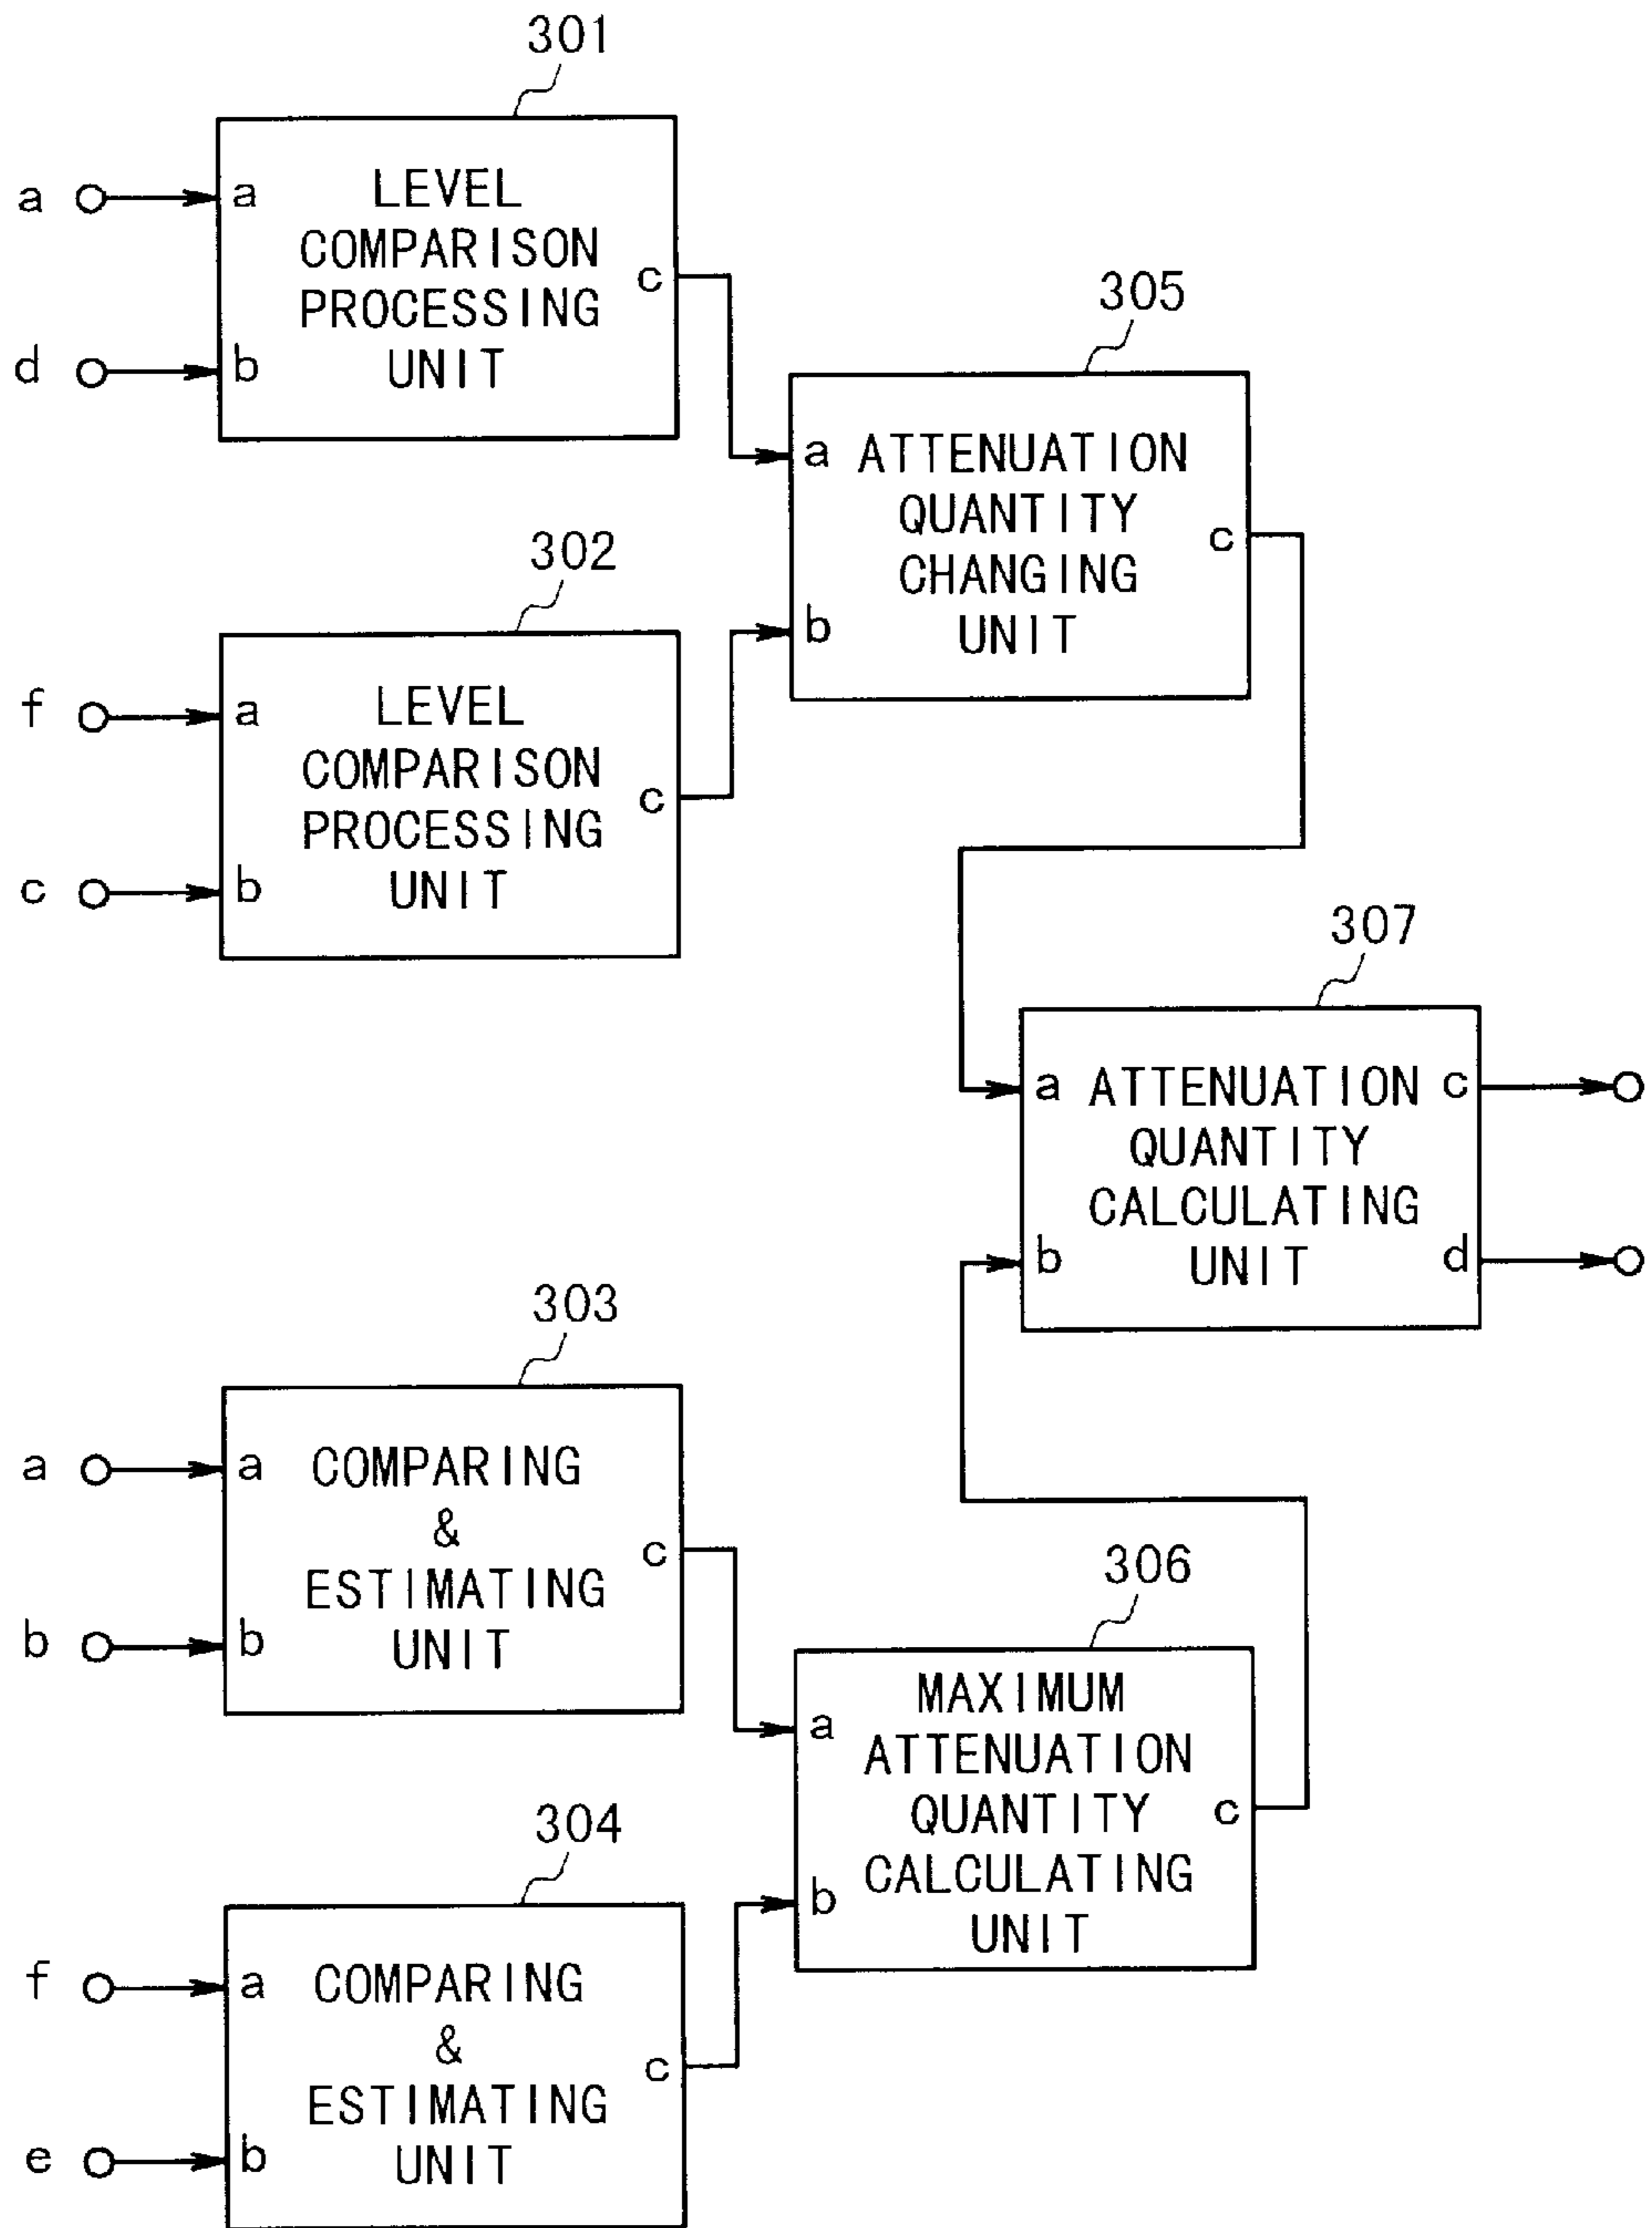 301
a
a
LEVEL
COMPARISON
PROCESSING
UNIT
c
d
b
302
f
a
LEVEL
COMPARISON
PROCESSING
UNIT
c
c
b
305
a
ATTENUATION
QUANTITY
CHANGING
UNIT
c
b
307
a
ATTENUATION
QUANTITY
CALCULATING
UNIT
c
b
d
303
a
a
COMPARING
&
ESTIMATING
UNIT
c
b
b
306
MAXIMUM
ATTENUATION
QUANTITY
CALCULATING
UNIT
a
c
b
304
f
a
COMPARING
&
ESTIMATING
UNIT
c
e
b